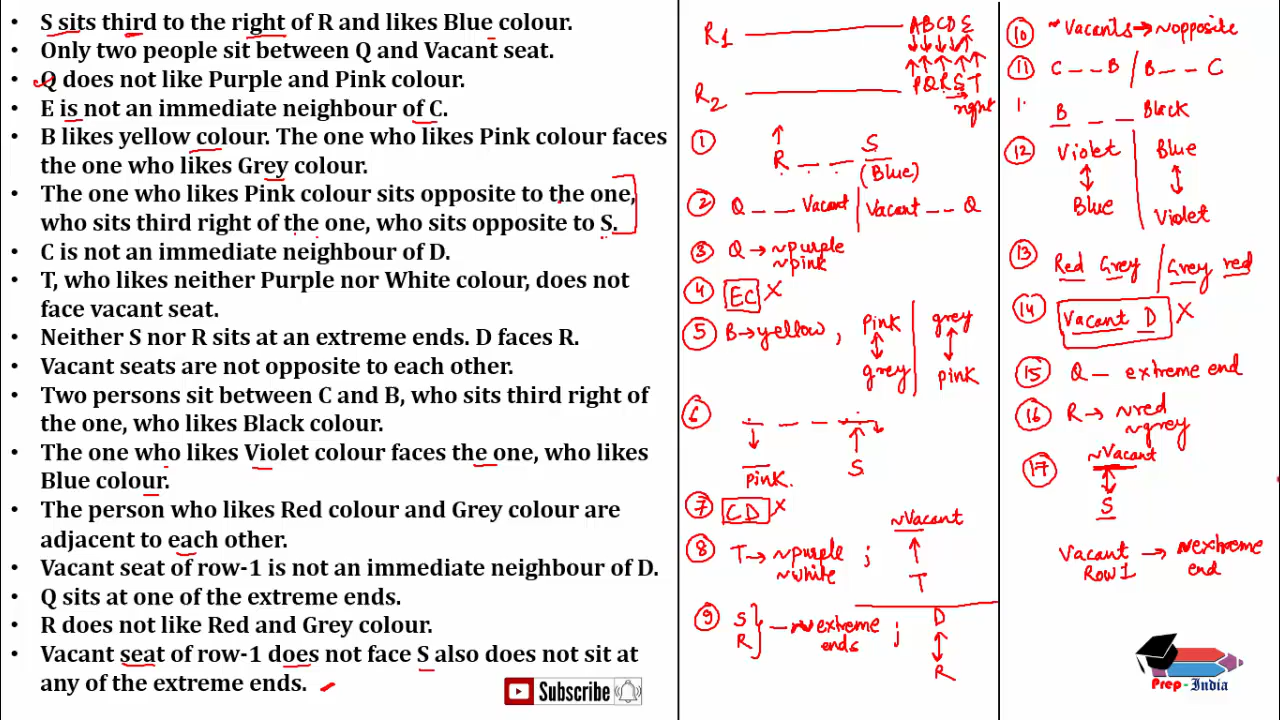 S sits third to the right of R and likes Blue colour.
Only two people sit between Q and Vacant seat.
Q does not like Purple and Pink colour.
E is not an immediate neighbour of C.
B likes yellow colour. The one who likes Pink colour faces
the one who likes Grey colour.
The one who likes Pink colour sits opposite to the one,
who sits third right of the one, who sits opposite to S.
C is not an immediate neighbour of D.
T, who likes neither Purple nor White colour, does not
face vacant seat.
Neither S nor R sits at an extreme ends. D faces R.
Vacant seats are not opposite to each other.
Two persons sit between C and B, who sits third right of
the one, who likes Black colour.
The one who likes Violet colour faces the one, who likes
Blue colour.
The person who likes Red colour and Grey colour are
adjacent to each other.
Vacant seat of row-1 is not an immediate neighbour of D.
Q sits at one of the extreme ends.
R does not like Red and Grey colour.
Vacant seat of row-1 does not face S also does not sit at
any of the extreme ends.
Subscribe
R1 A B C D E
R2 P Q R S T
right
1 R _ _ S
(Blue)
2 Q _ _ Vacant | Vacant _ _ Q
3 Q → ~purple
~pink
4 EC X
5 B → yellow, pink | grey
grey | pink
6
S
pink.
7 CD X
8 T → ~purple ; ~Vacant
~white T
9 S
R } — ~extreme ends ; D
R
10 ~Vacants → ~opposite
11 C _ _ B / B _ _ C
B _ _ Black
12 Violet | Blue
Blue | Violet
13 Red Grey / Grey red
14 Vacant D X
15 Q — extreme end
16 R → ~red
~grey
17 ~Vacant
S
Vacant Row 1 → ~extreme end
Prep - India